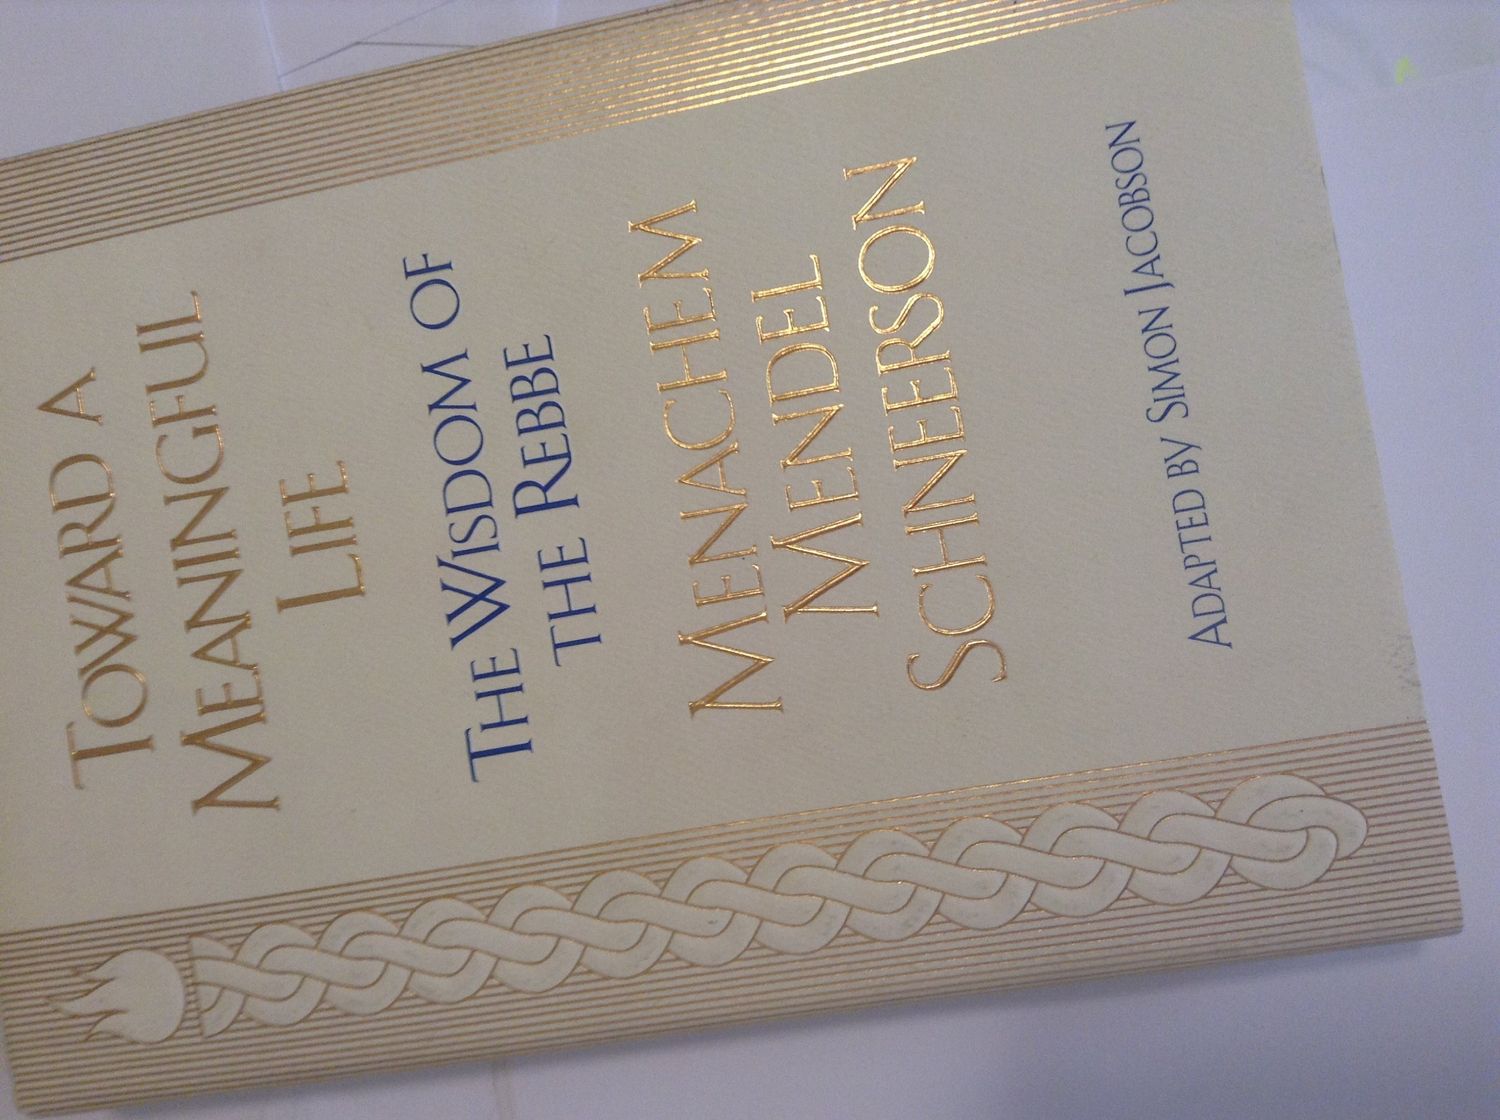 TOWARD A
MEANINGFUL
LIFE
THE WISDOM OF
THE REBBE
MENACHEM
MENDEL
SCHNEERSON
ADAPTED BY SIMON JACOBSON